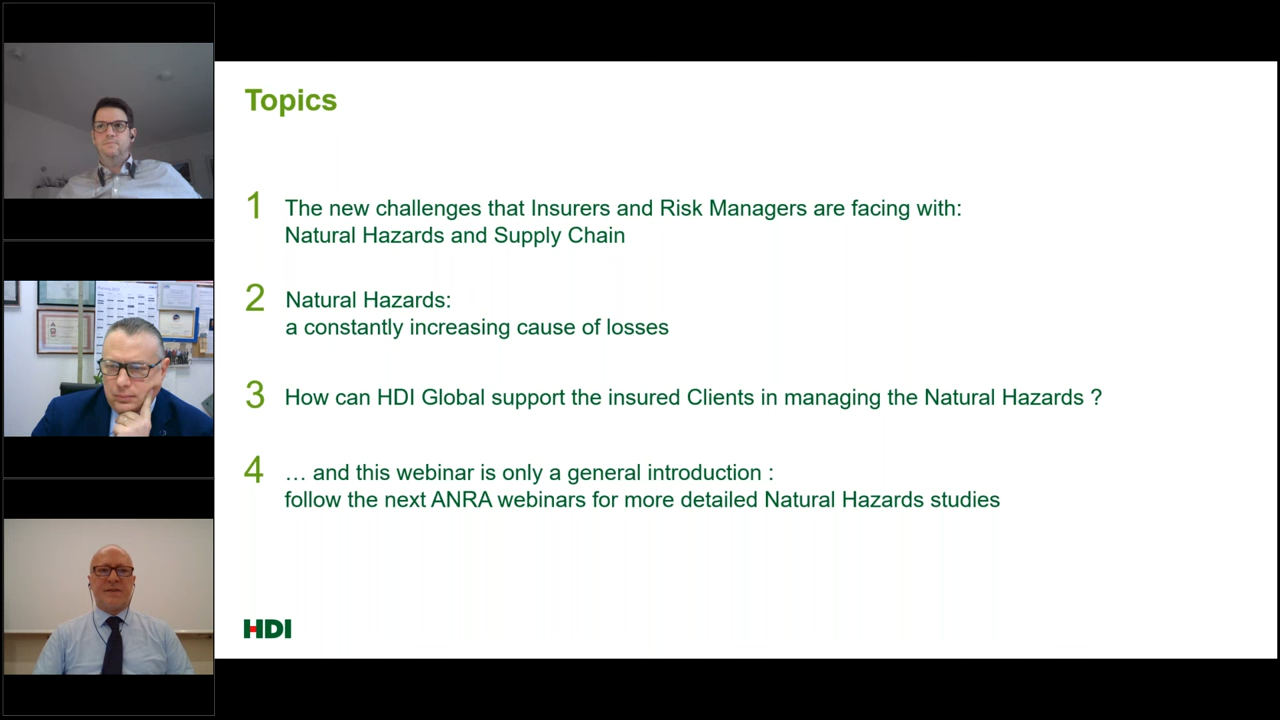 Topics
1
The new challenges that Insurers and Risk Managers are facing with:
Natural Hazards and Supply Chain
2
Natural Hazards:
a constantly increasing cause of losses
3
How can HDI Global support the insured Clients in managing the Natural Hazards ?
4
… and this webinar is only a general introduction :
follow the next ANRA webinars for more detailed Natural Hazards studies
HDI